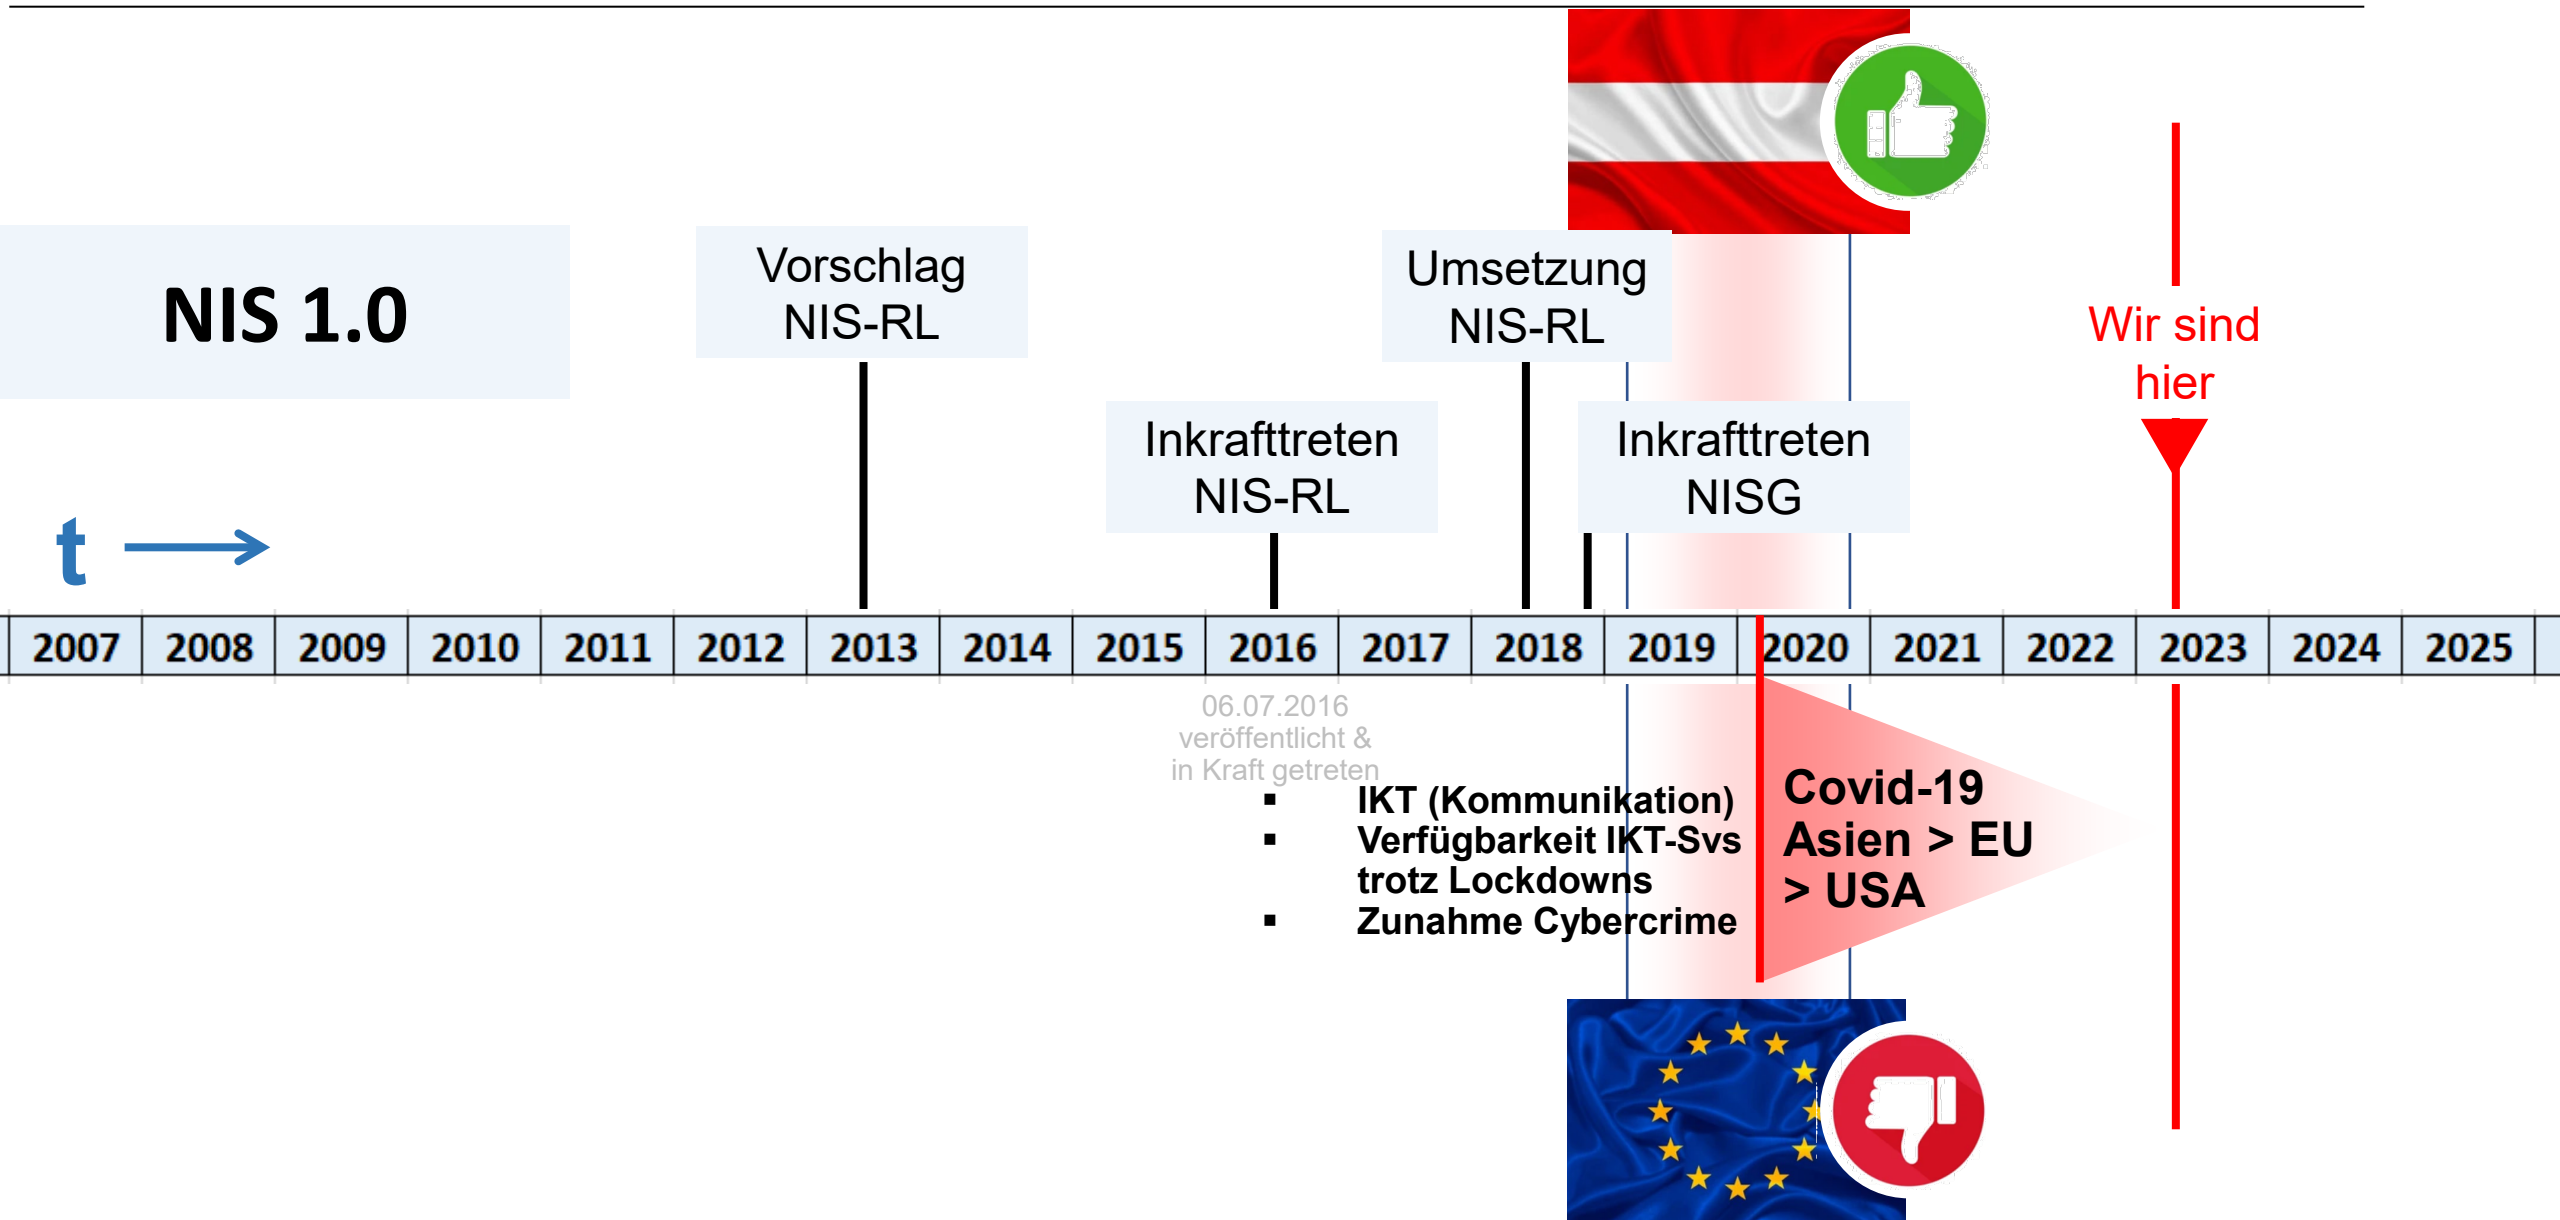 NIS 1.0
Vorschlag
NIS-RL
Umsetzung
NIS-RL
Wir sind
hier
Inkrafttreten
NIS-RL
Inkrafttreten
NISG
t
2007 2008 2009 2010 2011 2012 2013 2014 2015 2016 2017 2018 2019 2020 2021 2022 2023 2024 2025
06.07.2016
veröffentlicht &
in Kraft getreten
▪ IKT (Kommunikation)
▪ Verfügbarkeit IKT-Svs
trotz Lockdowns
▪ Zunahme Cybercrime
Covid-19
Asien > EU
> USA